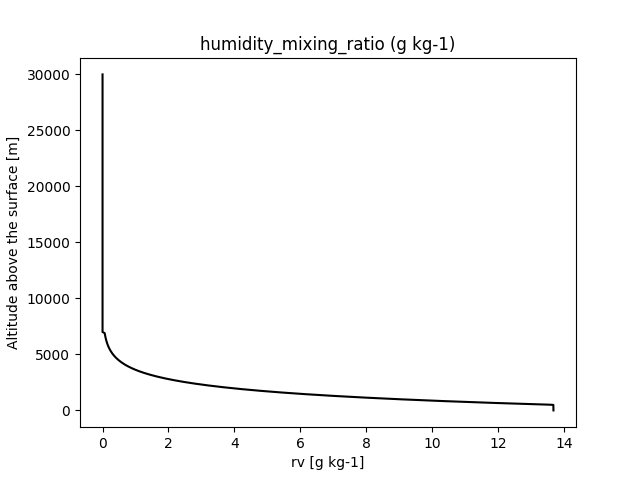 humidity_mixing_ratio (g kg-1)
Altitude above the surface [m]
30000
25000
20000
15000
10000
5000
0
0 2 4 6 8 10 12 14
rv [g kg-1]